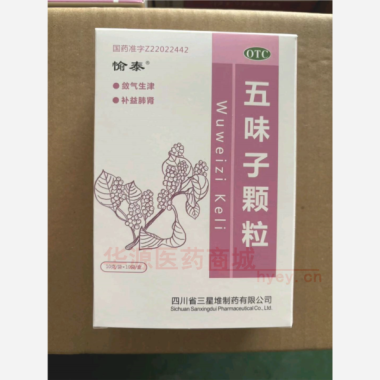 国药准字Z22022442
OTC
愉泰®
●敛气生津
●补益肺肾
五味子颗粒
Wuweizi Keli
华源医药商城
hyey.cn
四川省三星堆制药有限公司
Sichuan Sanxingdui Pharmaceutical Co., Ltd.